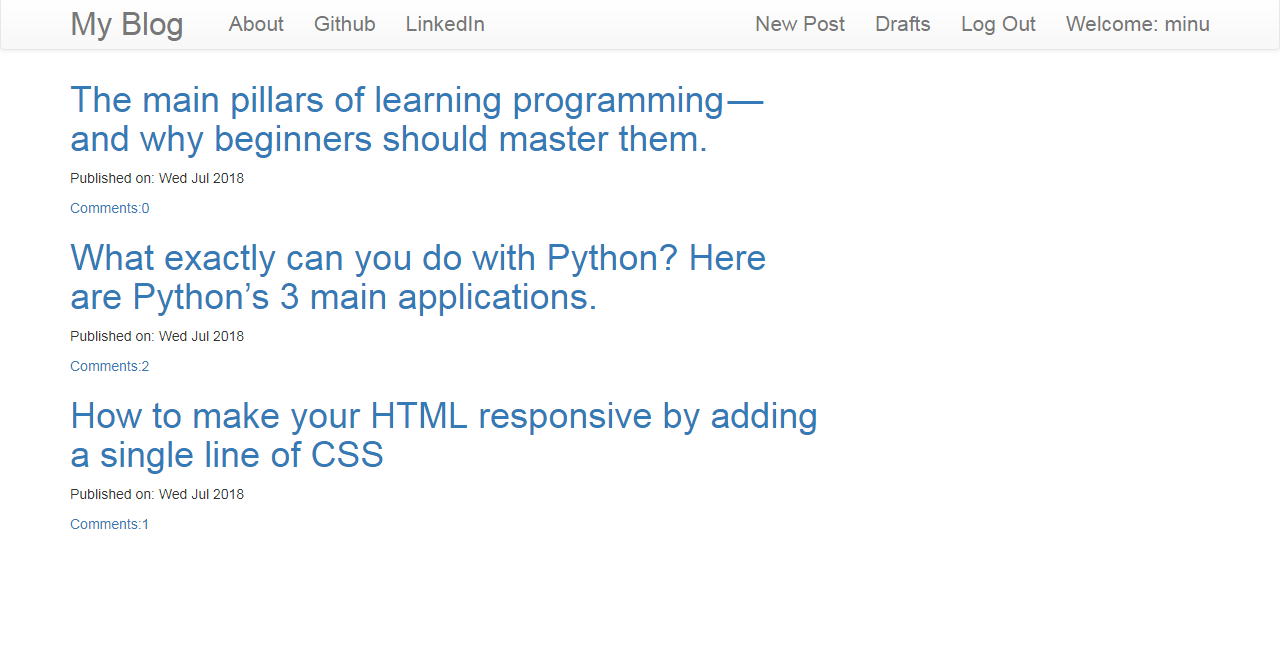 My Blog About Github LinkedIn New Post Drafts Log Out Welcome: minu
The main pillars of learning programming —
and why beginners should master them.
Published on: Wed Jul 2018
Comments:0
What exactly can you do with Python? Here
are Python’s 3 main applications.
Published on: Wed Jul 2018
Comments:2
How to make your HTML responsive by adding
a single line of CSS
Published on: Wed Jul 2018
Comments:1